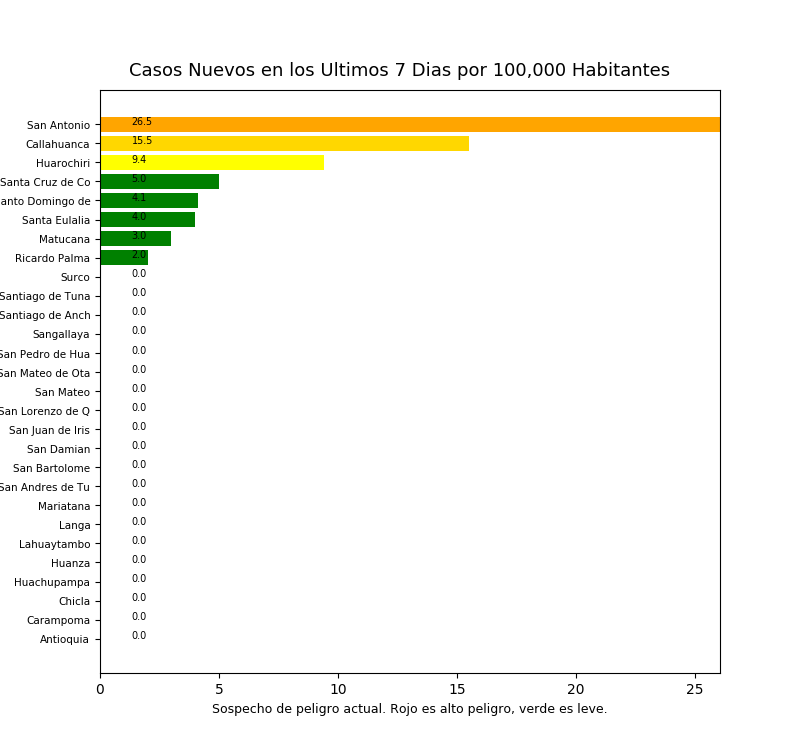 Casos Nuevos en los Ultimos 7 Dias por 100,000 Habitantes
San Antonio 26.5
Callahuanca 15.5
Huarochiri 9.4
Santa Cruz de Co 5.0
anto Domingo de 4.1
Santa Eulalia 4.0
Matucana 3.0
Ricardo Palma 2.0
Surco 0.0
Santiago de Tuna 0.0
Santiago de Anch 0.0
Sangallaya 0.0
San Pedro de Hua 0.0
San Mateo de Ota 0.0
San Mateo 0.0
San Lorenzo de Q 0.0
San Juan de Iris 0.0
San Damian 0.0
San Bartolome 0.0
San Andres de Tu 0.0
Mariatana 0.0
Langa 0.0
Lahuaytambo 0.0
Huanza 0.0
Huachupampa 0.0
Chicla 0.0
Carampoma 0.0
Antioquia 0.0
0 5 10 15 20 25
Sospecho de peligro actual. Rojo es alto peligro, verde es leve.